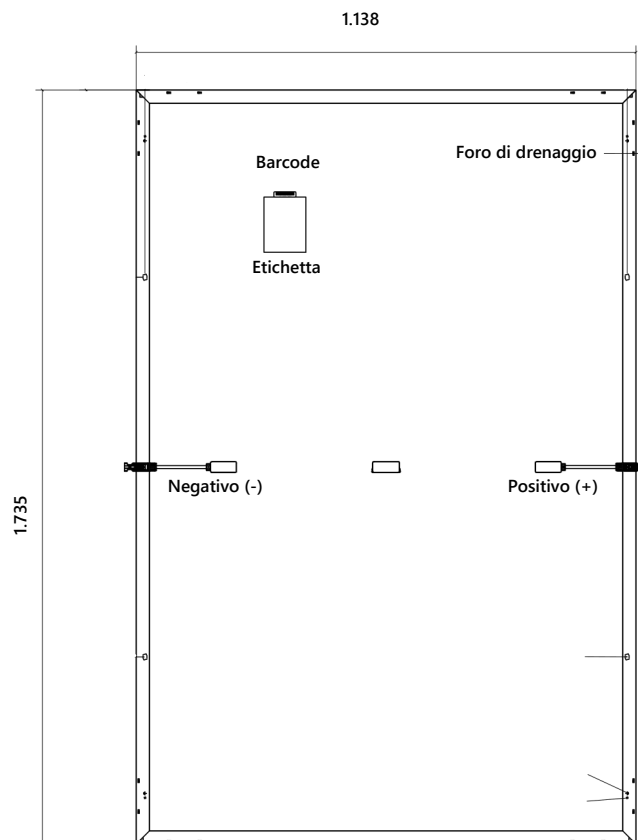 1.138
Foro di drenaggio
Barcode
Etichetta
Negativo (-)
Positivo (+)
1.735